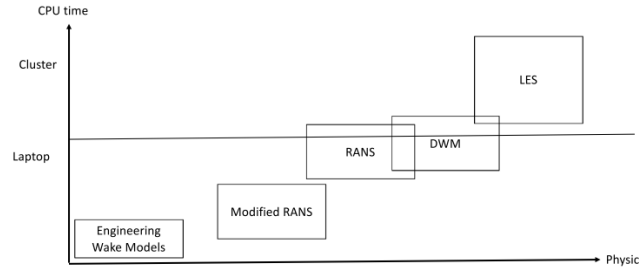 CPU time
Cluster
LES
Laptop
RANS
DWM
Modified RANS
Engineering
Wake Models
Physic